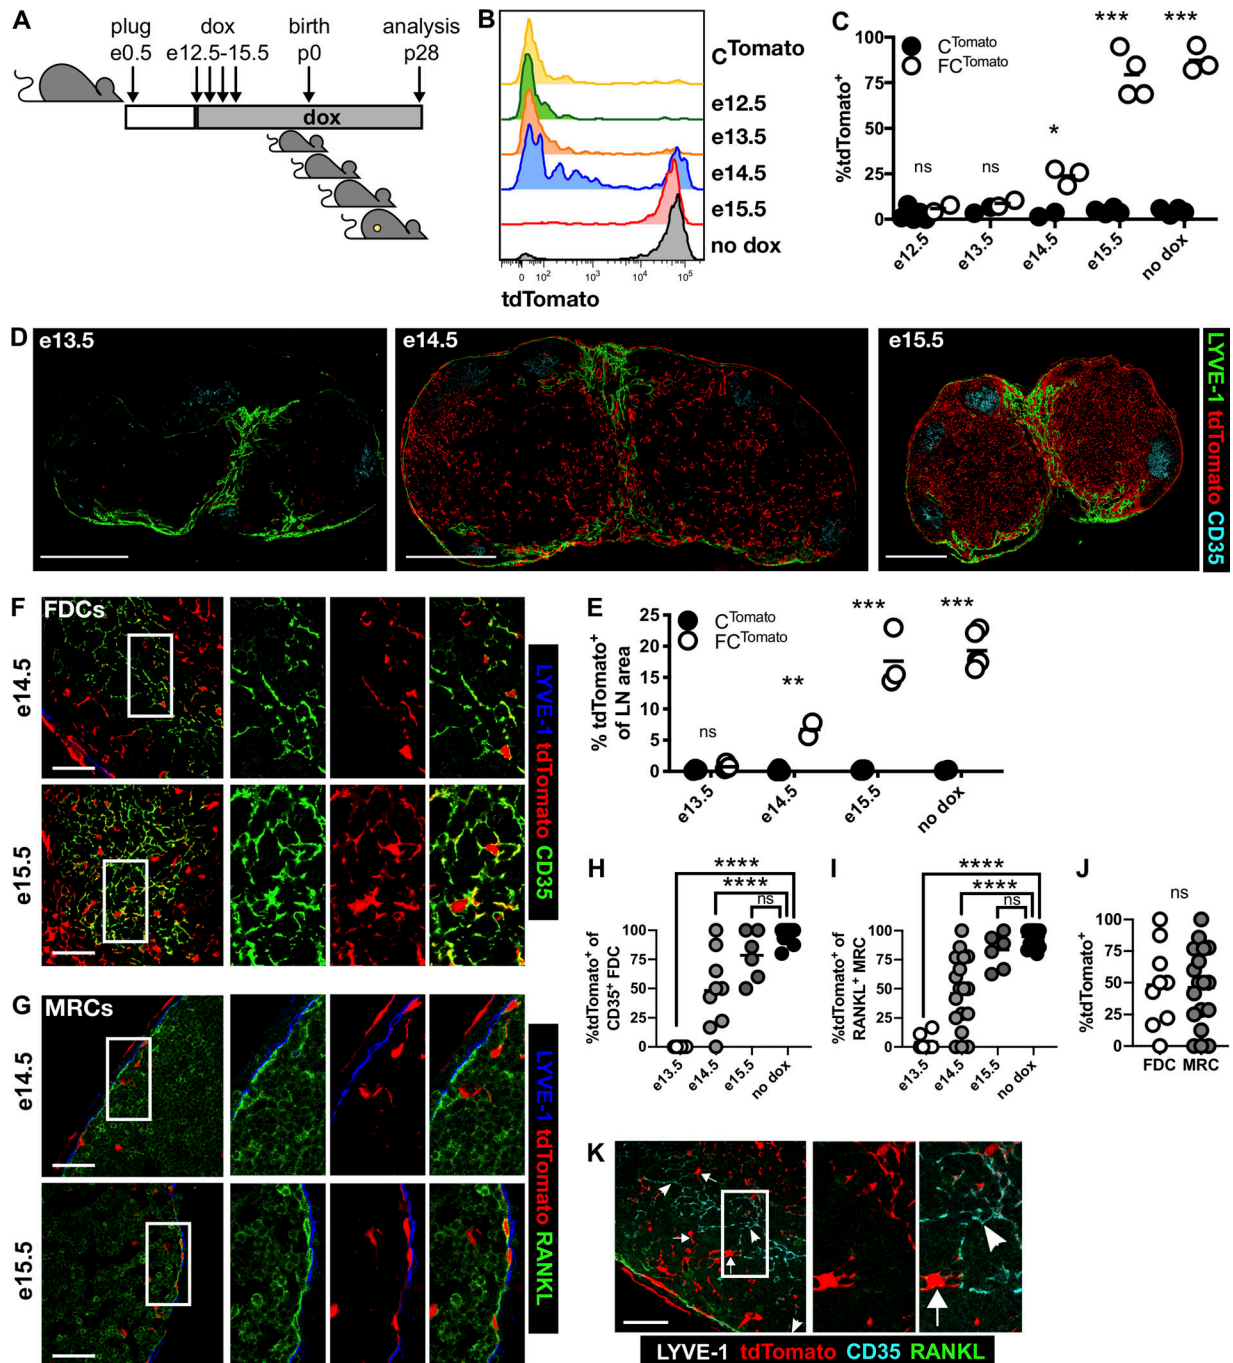 A
plug
e0.5
dox
e12.5-15.5
birth
p0
analysis
p28
dox
B
CTomato
e12.5
e13.5
e14.5
e15.5
no dox
0 10² 10³ 10⁴ 10⁵
tdTomato
C
CTomato
FCTomato
%tdTomato+
100
75
50
25
0
ns
ns
*
***
***
e12.5
e13.5
e14.5
e15.5
no dox
D
e13.5
e14.5
e15.5
LYVE-1 tdTomato CD35
F
FDCs
e14.5
e15.5
LYVE-1 tdTomato CD35
E
CTomato
FCTomato
% tdTomato+
of LN area
25
20
15
10
5
0
ns
**
***
***
e13.5
e14.5
e15.5
no dox
G
MRCs
e14.5
e15.5
LYVE-1 tdTomato RANKL
H
****
****
ns
%tdTomato+ of
CD35+ FDC
100
75
50
25
0
e13.5
e14.5
e15.5
no dox
I
****
****
ns
%tdTomato+ of
RANKL+ MRC
100
75
50
25
0
e13.5
e14.5
e15.5
no dox
J
ns
%tdTomato+
100
75
50
25
0
FDC MRC
K
LYVE-1 tdTomato CD35 RANKL